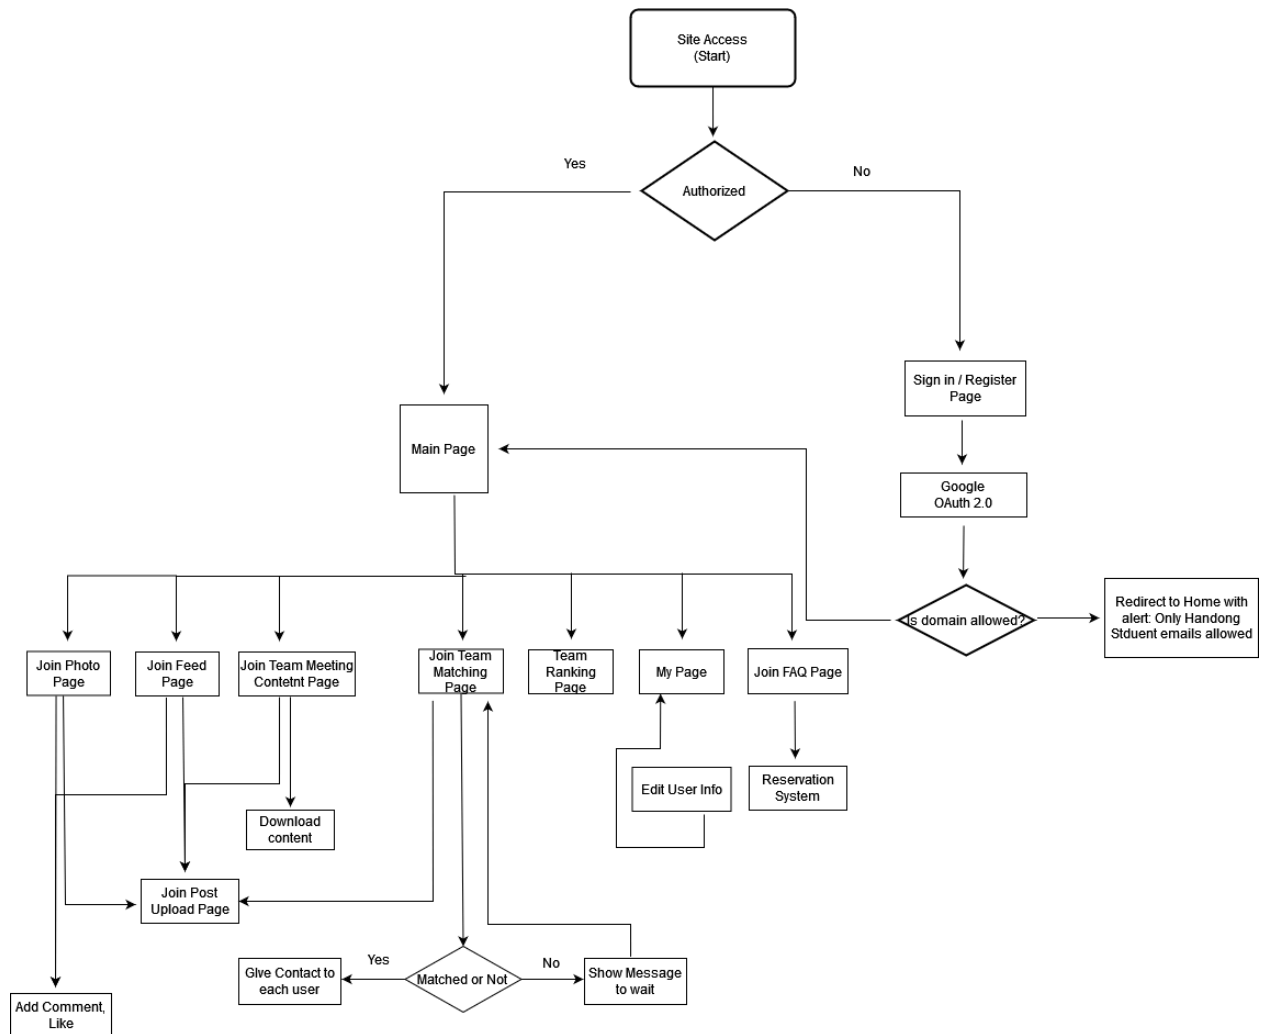 Site Access
(Start)
Yes
No
Authorized
Sign in / Register
Page
Main Page
Google
OAuth 2.0
Is domain allowed?
Redirect to Home with
alert: Only Handong
Stduent emails allowed
Join Photo
Page
Join Feed
Page
Join Team Meeting
Contetnt Page
Join Team
Matching
Page
Team
Ranking
Page
My Page
Join FAQ Page
Edit User Info
Reservation
System
Download
content
Join Post
Upload Page
GIve Contact to
each user
Yes
Matched or Not
No
Show Message
to wait
Add Comment,
Like